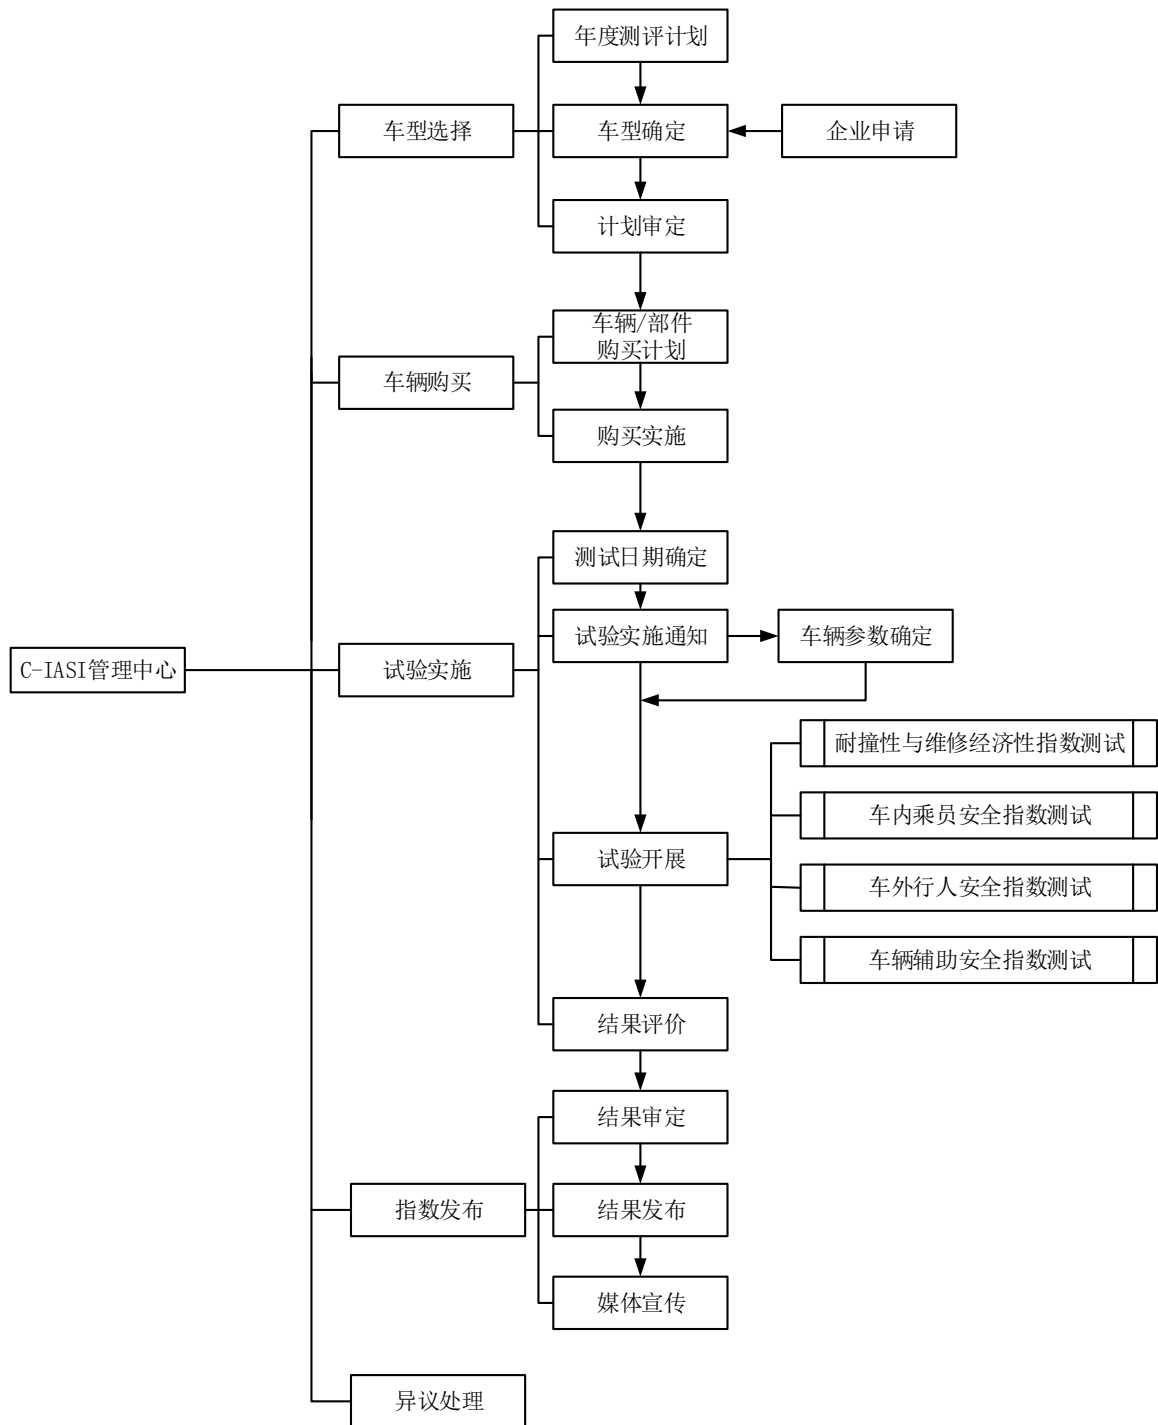 年度测评计划
车型选择
车型确定
企业申请
计划审定
车辆/部件
购买计划
车辆购买
购买实施
测试日期确定
试验实施通知
车辆参数确定
C-IASI管理中心
试验实施
耐撞性与维修经济性指数测试
车内乘员安全指数测试
试验开展
车外行人安全指数测试
车辆辅助安全指数测试
结果评价
结果审定
指数发布
结果发布
媒体宣传
异议处理